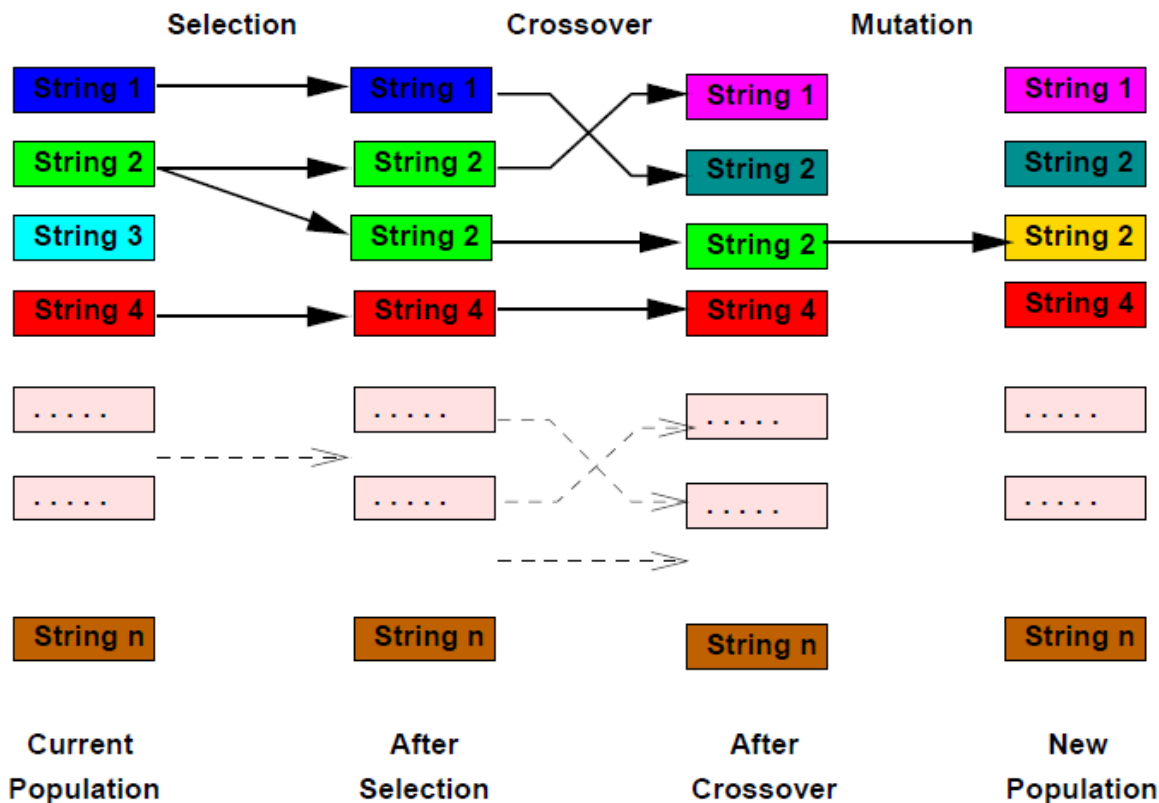 Selection Crossover Mutation
String 1 String 1 String 1 String 1
String 2 String 2 String 2 String 2
String 3 String 2 String 2 String 2
String 4 String 4 String 4 String 4
. . . . . . . . . . . . . . . . . . . .
. . . . . . . . . . . . . . . . . . . .
String n String n String n String n
Current After After New
Population Selection Crossover Population